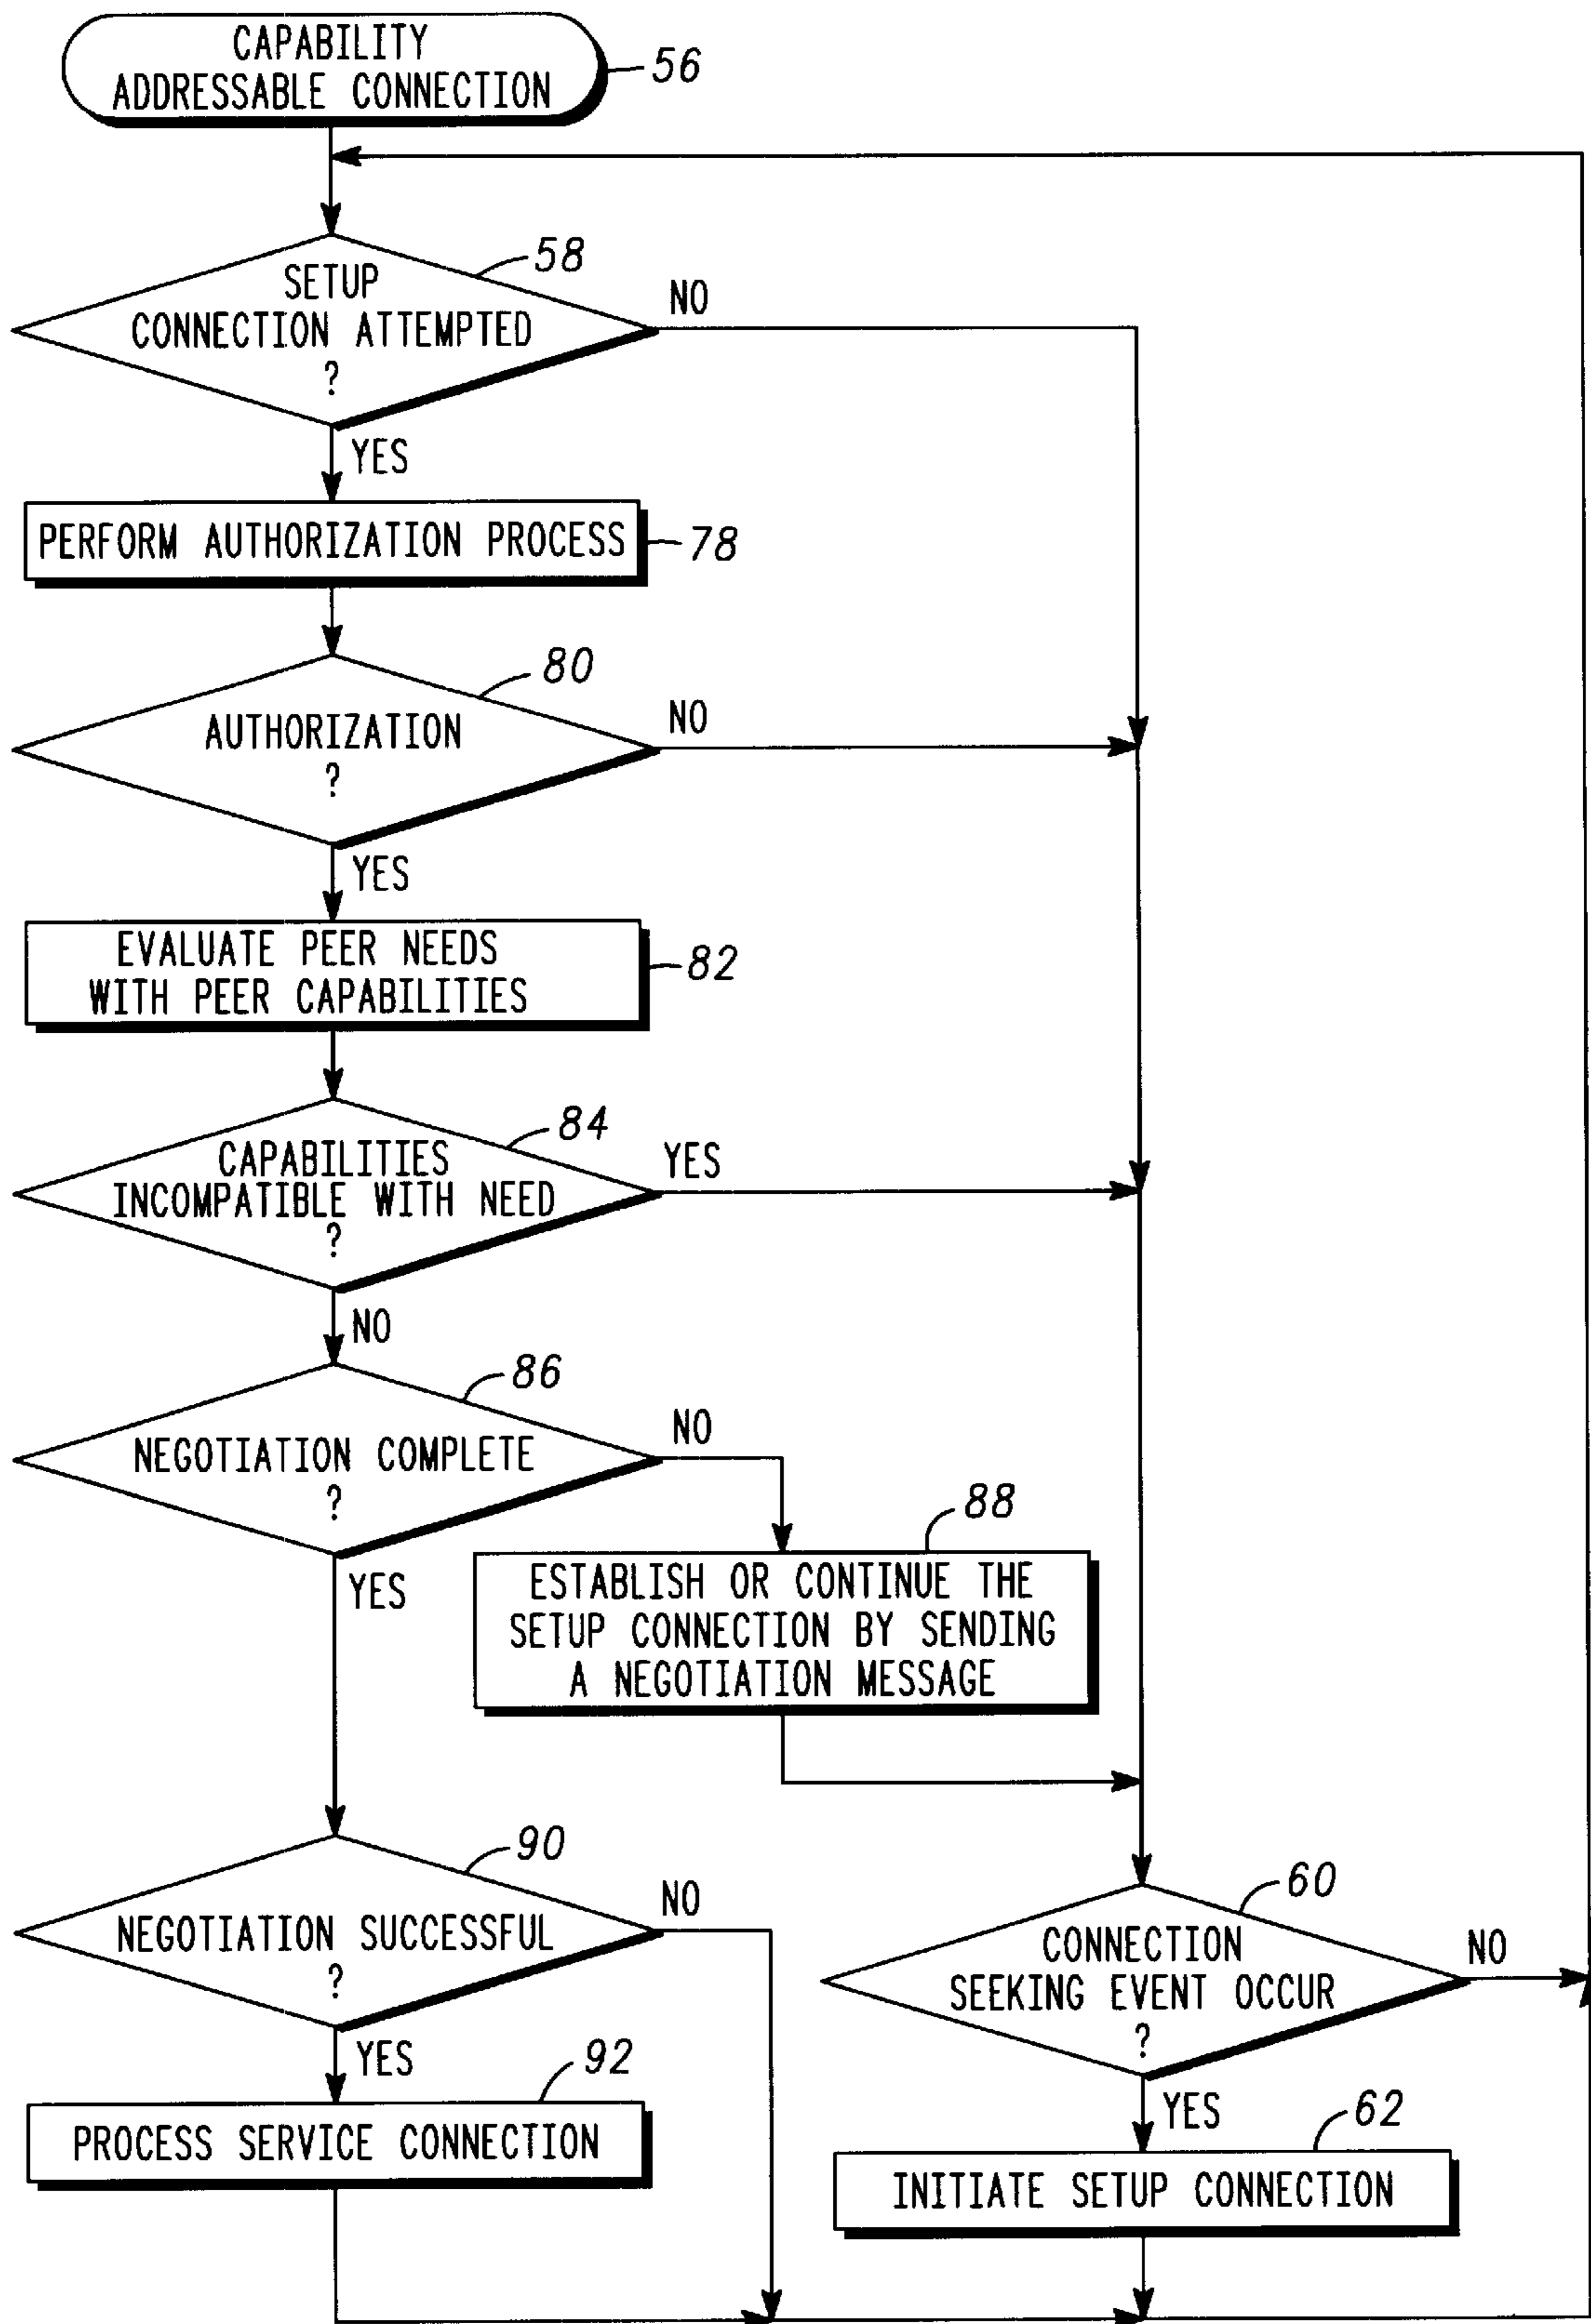 CAPABILITY
ADDRESSABLE CONNECTION
56
58
SETUP
CONNECTION ATTEMPTED
?
NO
YES
PERFORM AUTHORIZATION PROCESS
78
80
AUTHORIZATION
?
NO
YES
EVALUATE PEER NEEDS
WITH PEER CAPABILITIES
82
84
CAPABILITIES
INCOMPATIBLE WITH NEED
?
YES
NO
86
NEGOTIATION COMPLETE
?
NO
YES
88
ESTABLISH OR CONTINUE THE
SETUP CONNECTION BY SENDING
A NEGOTIATION MESSAGE
90
NEGOTIATION SUCCESSFUL
?
NO
YES
92
PROCESS SERVICE CONNECTION
60
CONNECTION
SEEKING EVENT OCCUR
?
NO
YES
62
INITIATE SETUP CONNECTION